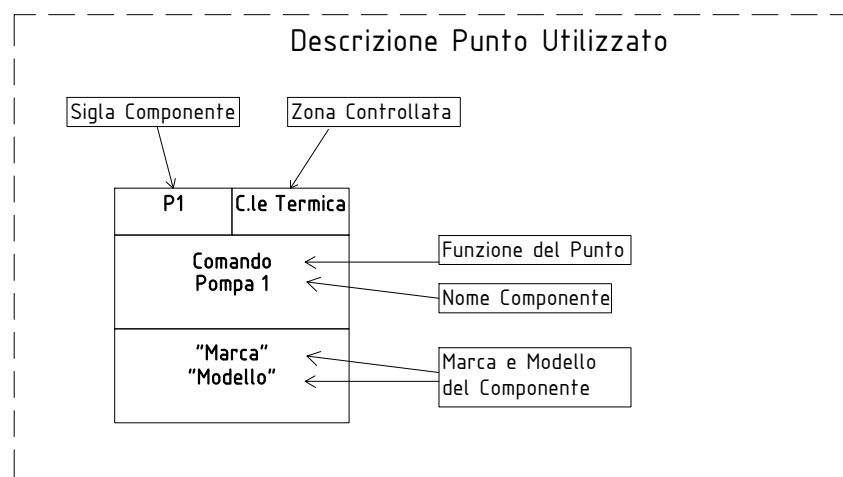 Descrizione Punto Utilizzato
Sigla Componente
Zona Controllata
P1
C.le Termica
Comando
Pompa 1
Funzione del Punto
Nome Componente
"Marca"
"Modello"
Marca e Modello
del Componente